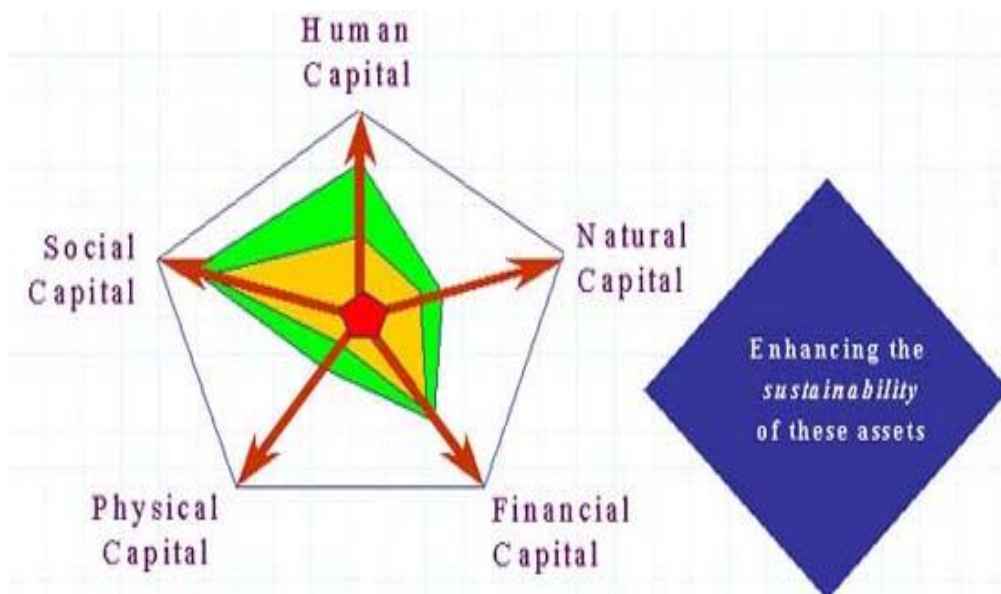 Human
Capital
Social
Capital
Natural
Capital
Enhancing the
sustainability
of these assets
Physical
Capital
Financial
Capital